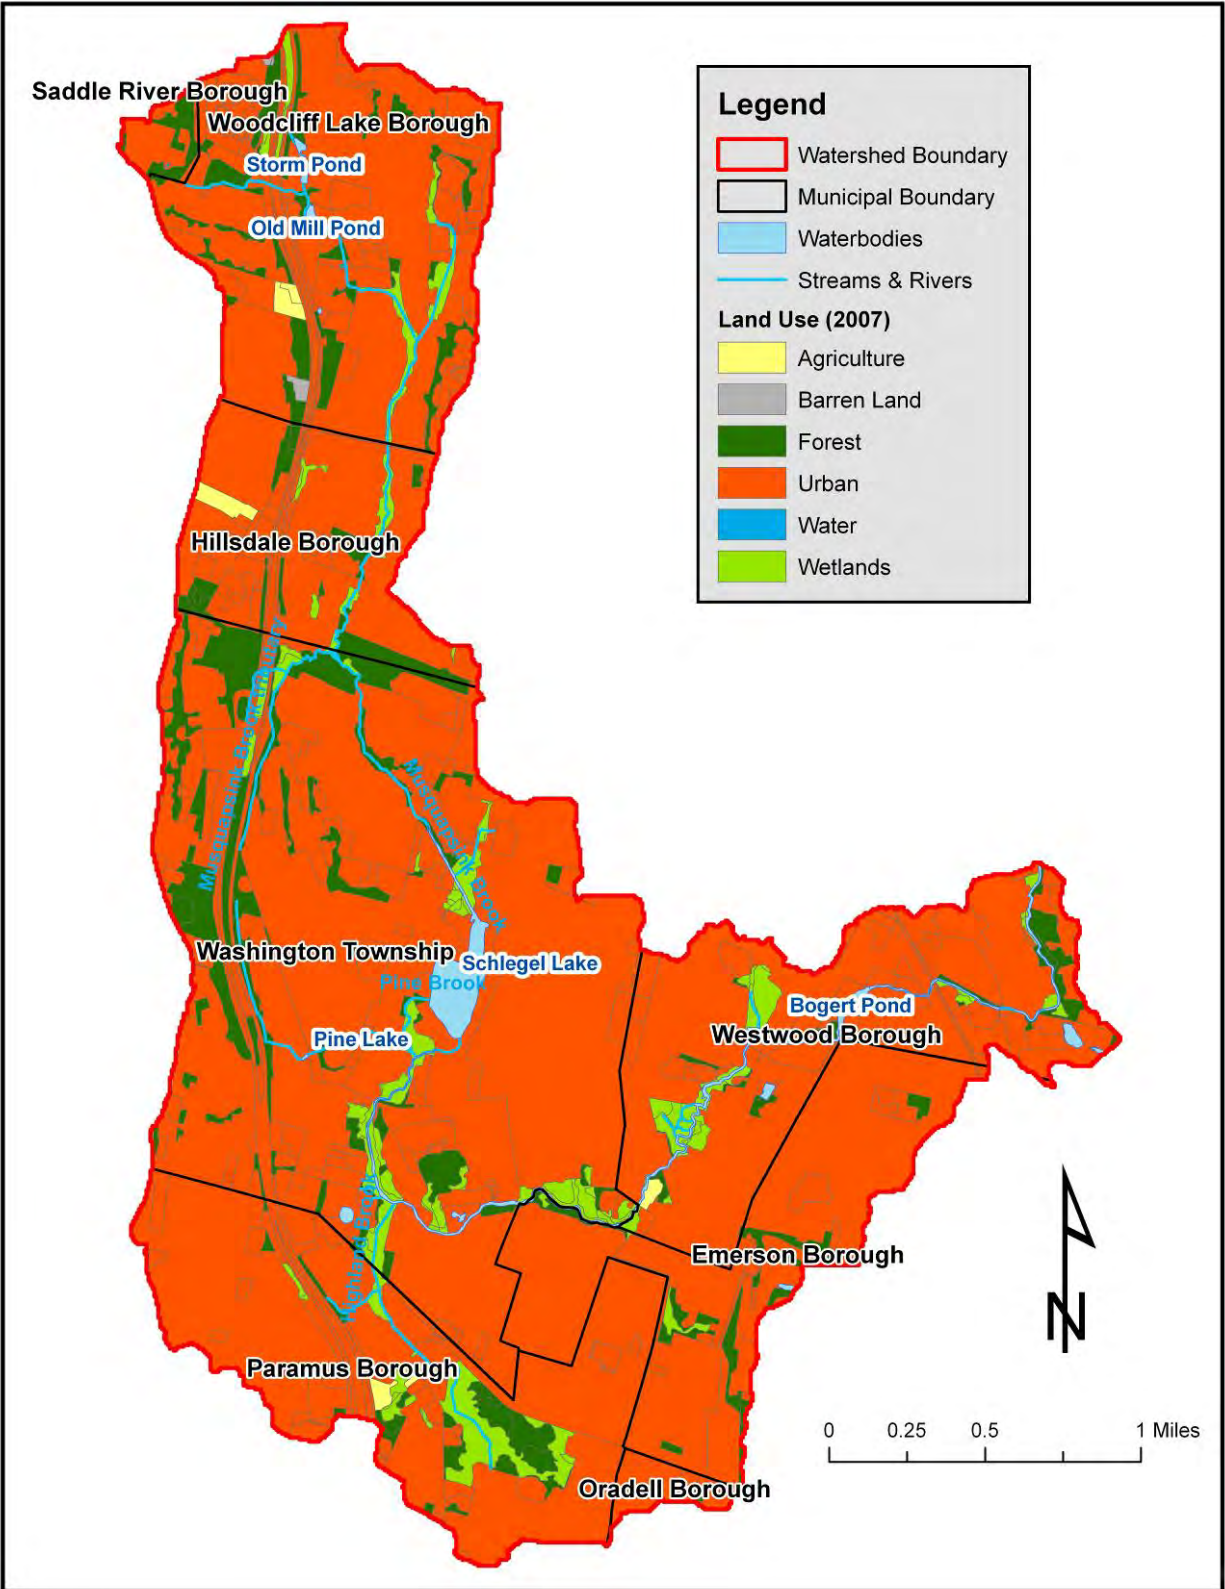 Saddle River Borough
Woodcliff Lake Borough
Storm Pond
Old Mill Pond
Legend
Watershed Boundary
Municipal Boundary
Waterbodies
Streams & Rivers
Land Use (2007)
Agriculture
Barren Land
Forest
Urban
Water
Wetlands
Hillsdale Borough
Musquapsink Brook tributary
Musquapsink Brook
Washington Township
Schlegel Lake
Pine Brook
Pine Lake
Bogert Pond
Westwood Borough
Highland Brook
Emerson Borough
N
Paramus Borough
0 0.25 0.5 1 Miles
Oradell Borough